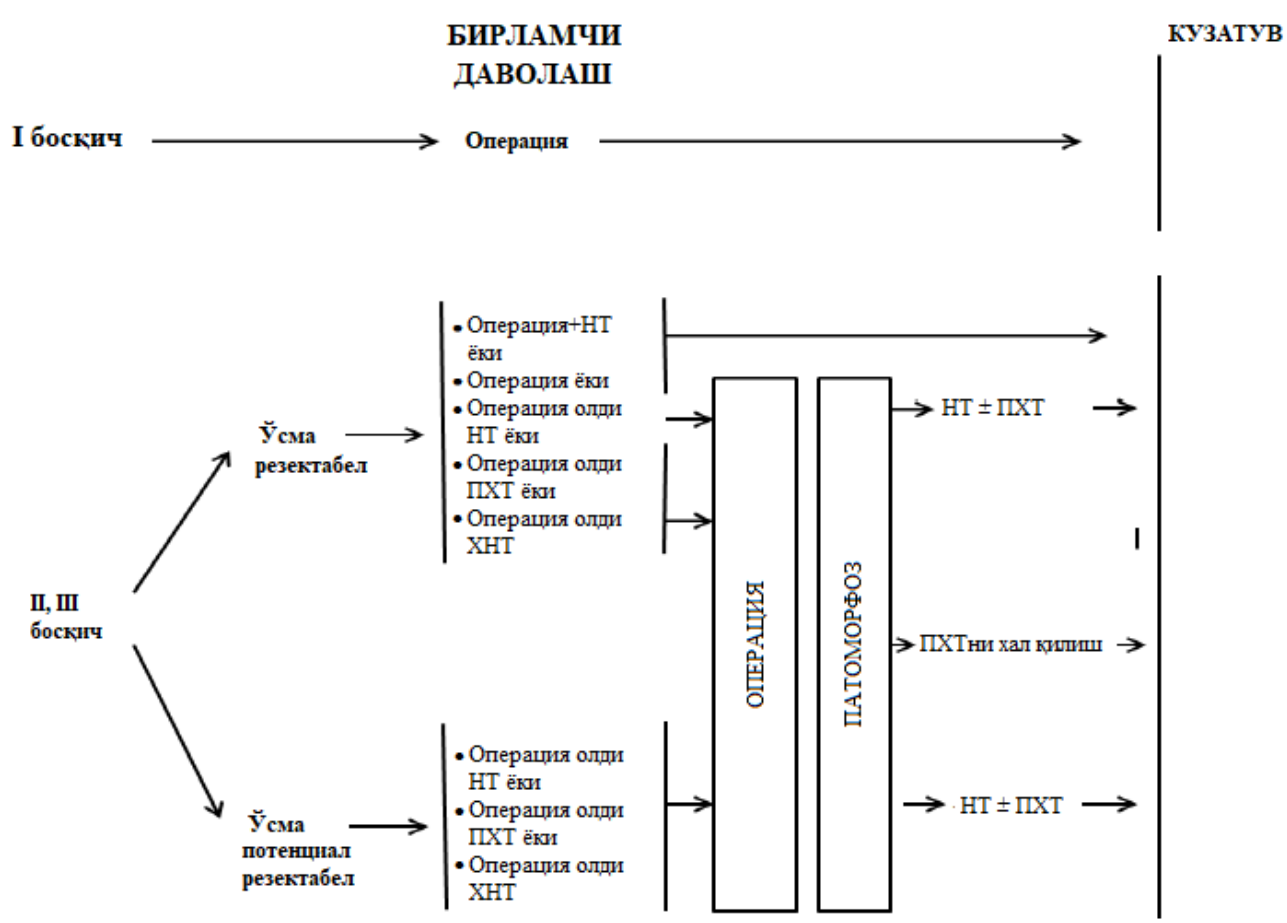 БИРЛАМЧИ
ДАВОЛАШ
КУЗАТУВ
I босқич
Операция
Ўсма
резектабел
• Операция+НТ
ёки
• Операция ёки
• Операция олди
НТ ёки
• Операция олди
ПХТ ёки
• Операция олди
ХНТ
II, III
босқич
Ўсма
потенциал
резектабел
• Операция олди
НТ ёки
• Операция олди
ПХТ ёки
• Операция олди
ХНТ
ОПЕРАЦИЯ
ПАТОМОРФОЗ
НТ ± ПХТ
ПХТни хал қилиш
НТ ± ПХТ